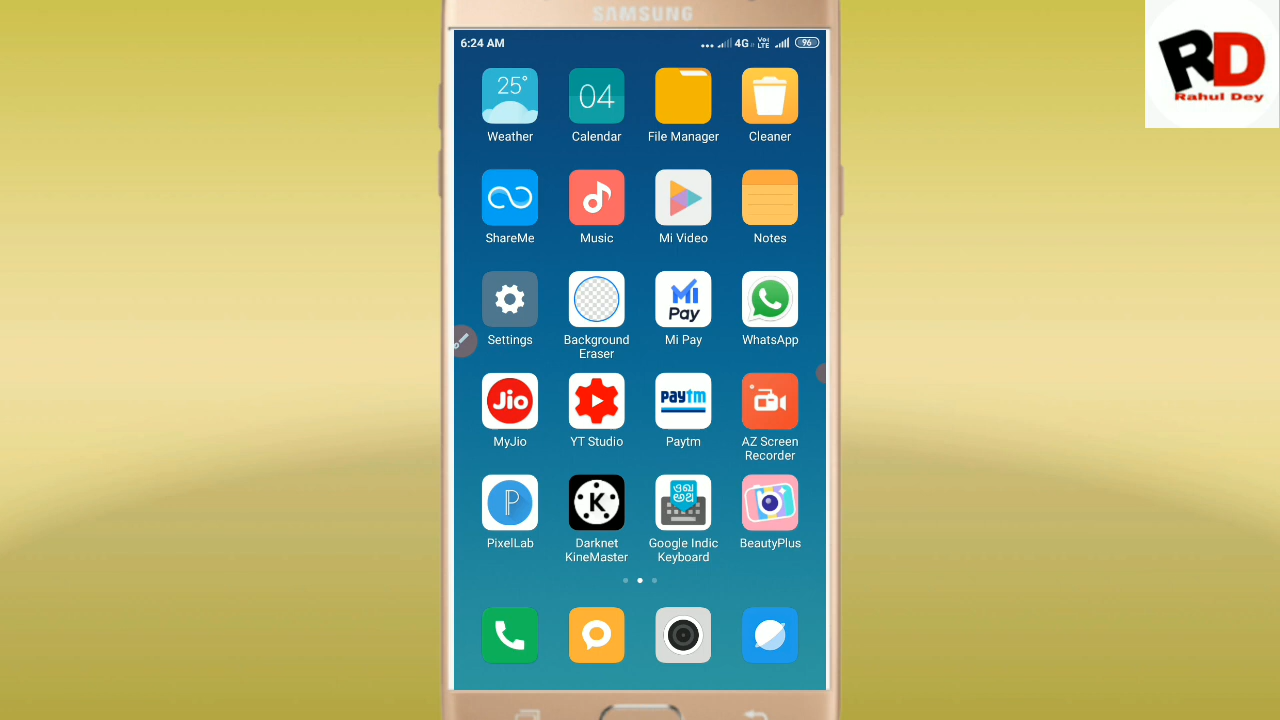 SAMSUNG
RD
Rahul Dey
6:24 AM
4G
Vo)
LTE
96
25°
04
Weather
Calendar
File Manager
Cleaner
ShareMe
Music
Mi Video
Notes
Mi
Pay
Settings
Background
Eraser
Mi Pay
WhatsApp
Jio
paytm
MyJio
YT Studio
Paytm
AZ Screen
Recorder
P
K
PixelLab
Darknet
KineMaster
Google Indic
Keyboard
BeautyPlus